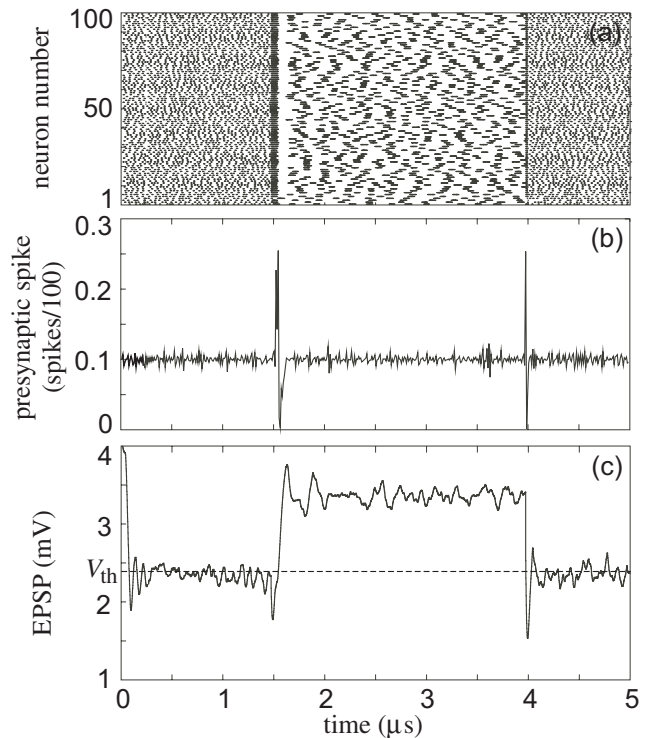 100
50
1
neuron number
(a)
0.3
0.2
0.1
0
presynaptic spike
(spikes/100)
(b)
4
3
V_th
2
1
EPSP (mV)
(c)
0 1 2 3 4 5
time (μs)